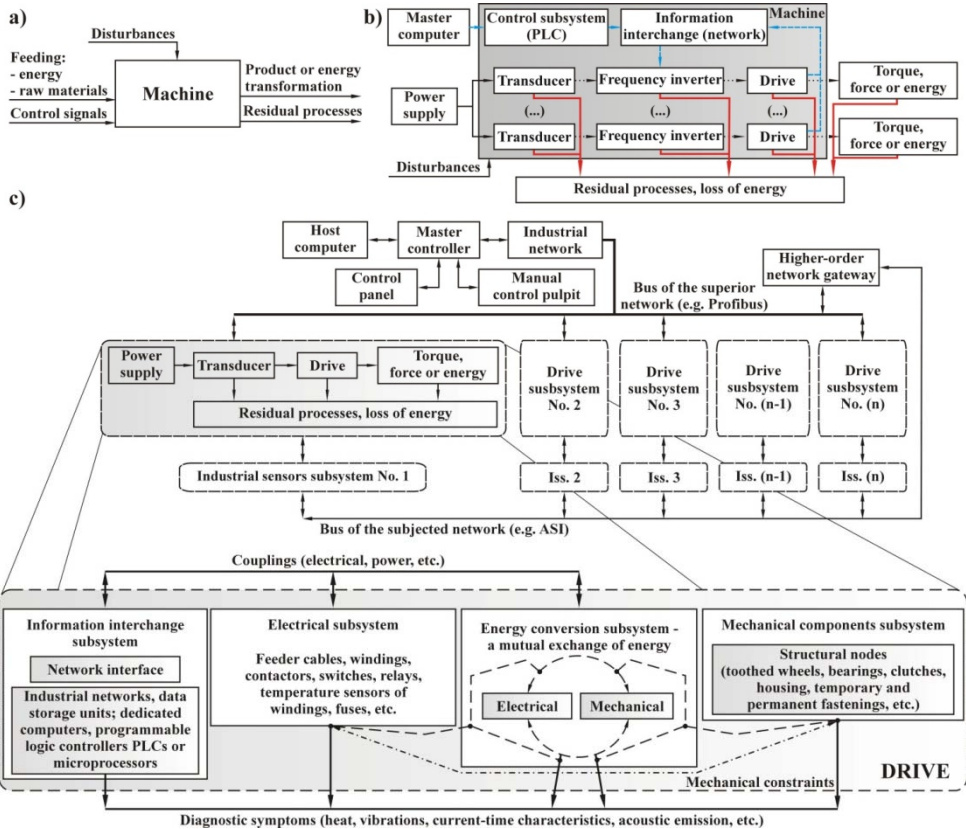 a)
Disturbances
Feeding:
- energy
- raw materials
Control signals
Machine
Product or energy
transformation
Residual processes
b)
Machine
Master
computer
Control subsystem
(PLC)
Information
interchange (network)
Power
supply
Transducer
Frequency inverter
Drive
Torque,
force or energy
(...)
(...)
(...)
Transducer
Frequency inverter
Drive
Torque,
force or energy
Disturbances
Residual processes, loss of energy
c)
Host
computer
Master
controller
Industrial
network
Control
panel
Manual
control pulpit
Higher-order
network gateway
Bus of the superior
network (e.g. Profibus)
Power
supply
Transducer
Drive
Torque,
force or energy
Residual processes, loss of energy
Drive
susbsystem
No. 2
Drive
susbsystem
No. 3
Drive
susbsystem
No. (n-1)
Drive
susbsystem
No. (n)
Industrial sensors subsystem No. 1
Iss. 2
Iss. 3
Iss. (n-1)
Iss. (n)
Bus of the subjected network (e.g. ASI)
Couplings (electrical, power, etc.)
Information interchange
subsystem
Network interface
Industrial networks, data
storage units; dedicated
computers, programmable
logic controllers PLCs or
microprocessors
Electrical subsystem
Feeder cables, windings,
contactors, switches, relays,
temperature sensors of
windings, fuses, etc.
Energy conversion subsystem -
a mutual exchange of energy
Electrical
Mechanical
Mechanical components subsystem
Structural nodes
(toothed wheels, bearings, clutches,
housing, temporary and
permanent fastenings, etc.)
Mechanical constraints
DRIVE
Diagnostic symptoms (heat, vibrations, current-time characteristics, acoustic emission, etc.)